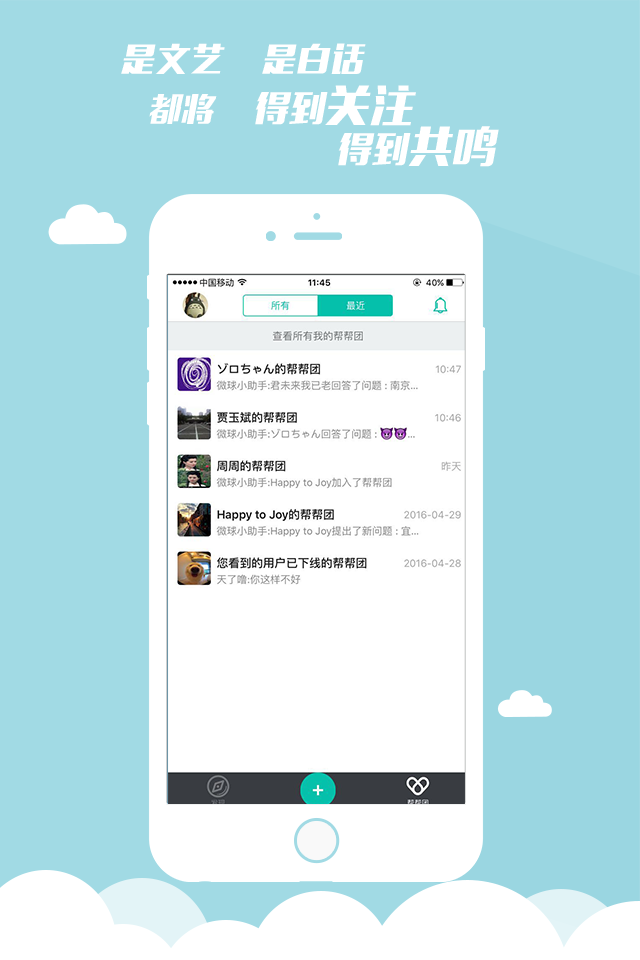 是文艺 是白话
都将 得到关注
得到共鸣
中国移动 11:45 40%
所有 最近
查看所有我的帮帮团
ゾロちゃん的帮帮团 10:47
微球小助手:君未来我已老回答了问题 : 南京...
贾玉斌的帮帮团 10:46
微球小助手:ゾロちゃん回答了问题 : 😈😈...
周周的帮帮团 昨天
微球小助手:Happy to Joy加入了帮帮团
Happy to Joy的帮帮团 2016-04-29
微球小助手:Happy to Joy提出了新问题 : 宜...
您看到的用户已下线的帮帮团 2016-04-28
天了噜:你这样不好
帮帮团